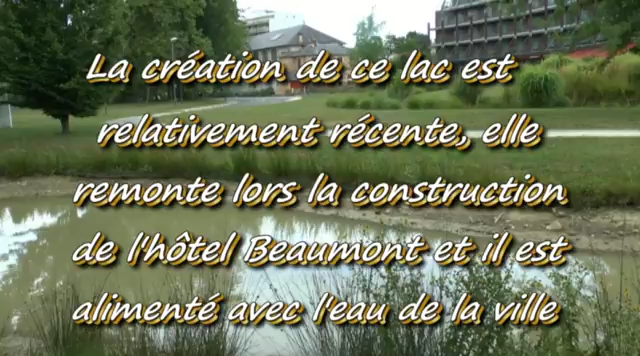 La création de ce lac est
relativement récente, elle
remonte lors la construction
de l'hôtel Beaumont et il est
alimenté avec l'eau de la ville